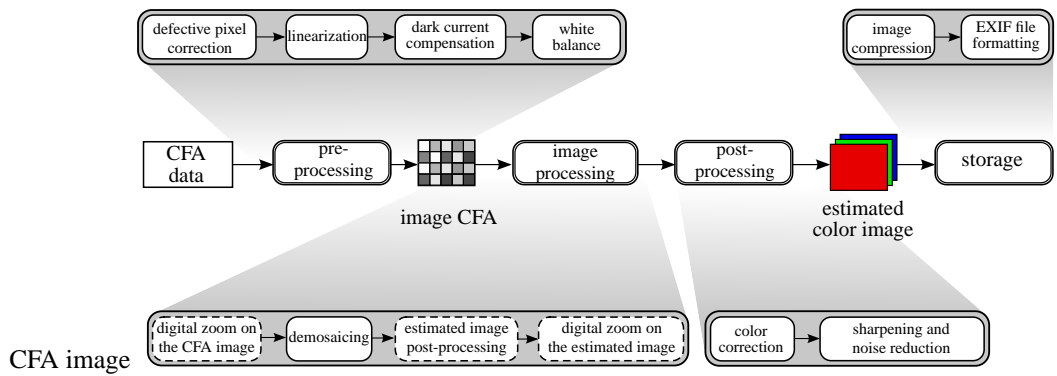 defective pixel
correction
linearization
dark current
compensation
white
balance
image
compression
EXIF file
formatting
CFA
data
pre-
processing
image CFA
image
processing
post-
processing
estimated
color image
storage
digital zoom on
the CFA image
demosaicing
estimated image
post-processing
digital zoom on
the estimated image
color
correction
sharpening and
noise reduction
CFA image